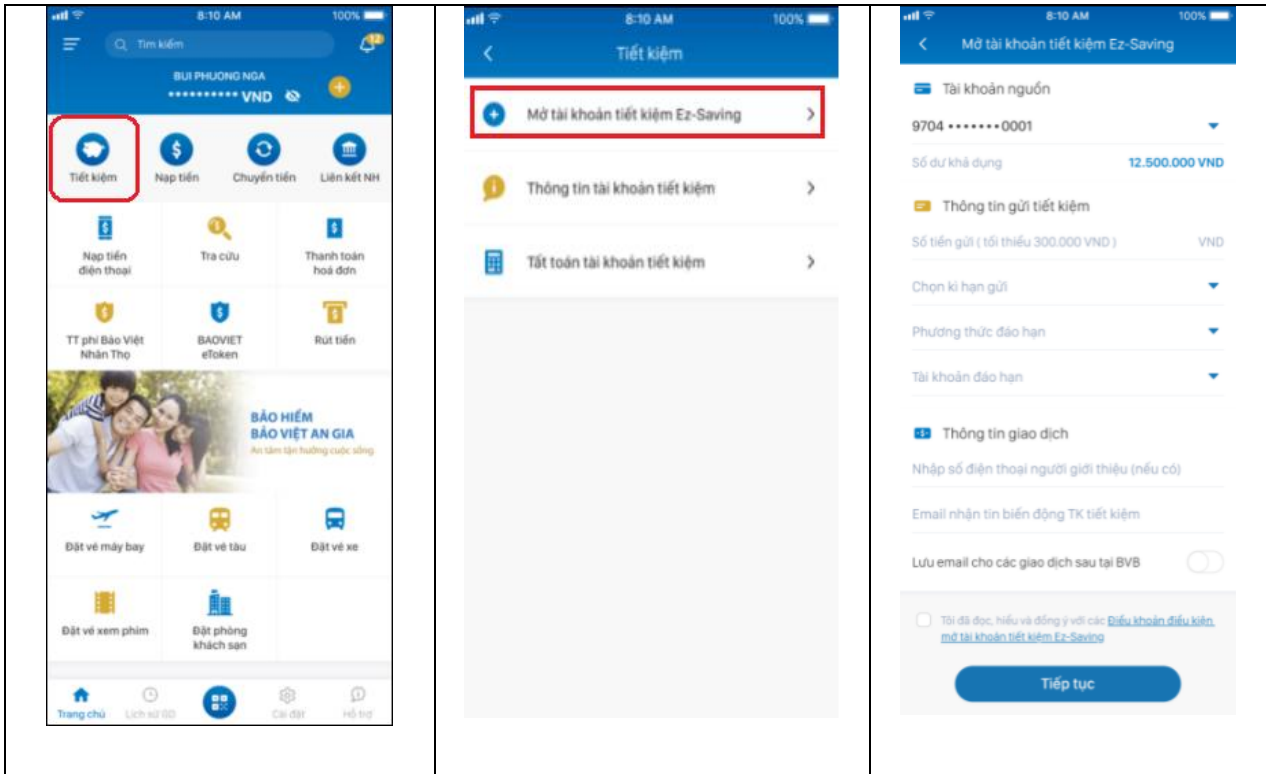 8:10 AM
100%
Tìm kiếm
12
BUI PHUONG NGA
•••••••••• VND
Tiết kiệm
Nạp tiền
Chuyển tiền
Liên kết NH
Nạp tiền
điện thoại
Tra cứu
Thanh toán
hoá đơn
TT phí Bảo Việt
Nhân Thọ
BAOVIET
eToken
Rút tiền
BẢO HIỂM
BẢO VIỆT AN GIA
An tâm tận hưởng cuộc sống
Đặt vé máy bay
Đặt vé tàu
Đặt vé xe
Đặt vé xem phim
Đặt phòng
khách sạn
Trang chủ
Lịch sử GD
Cài đặt
Hỗ trợ
8:10 AM
100%
Tiết kiệm
Mở tài khoản tiết kiệm Ez-Saving
Thông tin tài khoản tiết kiệm
Tất toán tài khoản tiết kiệm
8:10 AM
100%
Mở tài khoản tiết kiệm Ez-Saving
Tài khoản nguồn
9704 •••••••0001
Số dư khả dụng
12.500.000 VND
Thông tin gửi tiết kiệm
Số tiền gửi ( tối thiểu 300.000 VND )
VND
Chọn kì hạn gửi
Phương thức đáo hạn
Tài khoản đáo hạn
Thông tin giao dịch
Nhập số điện thoại người giới thiệu (nếu có)
Email nhận tin biến động TK tiết kiệm
Lưu email cho các giao dịch sau tại BVB
Tôi đã đọc, hiểu và đồng ý với các Điều khoản điều kiện
mở tài khoản tiết kiệm Ez-Saving
Tiếp tục